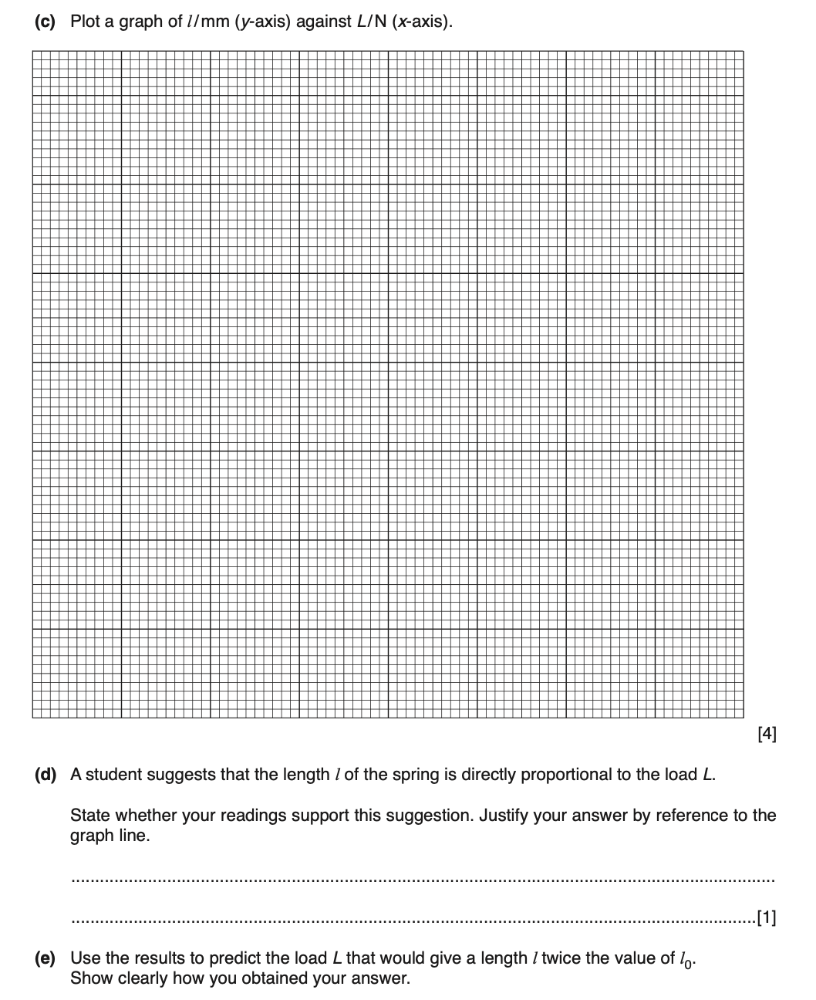 (c) Plot a graph of l/mm (y-axis) against L/N (x-axis).
[4]
(d) A student suggests that the length l of the spring is directly proportional to the load L.
State whether your readings support this suggestion. Justify your answer by reference to the
graph line.
..........................................................................................................................................
.....................................................................................................................................[1]
(e) Use the results to predict the load L that would give a length l twice the value of l₀.
Show clearly how you obtained your answer.